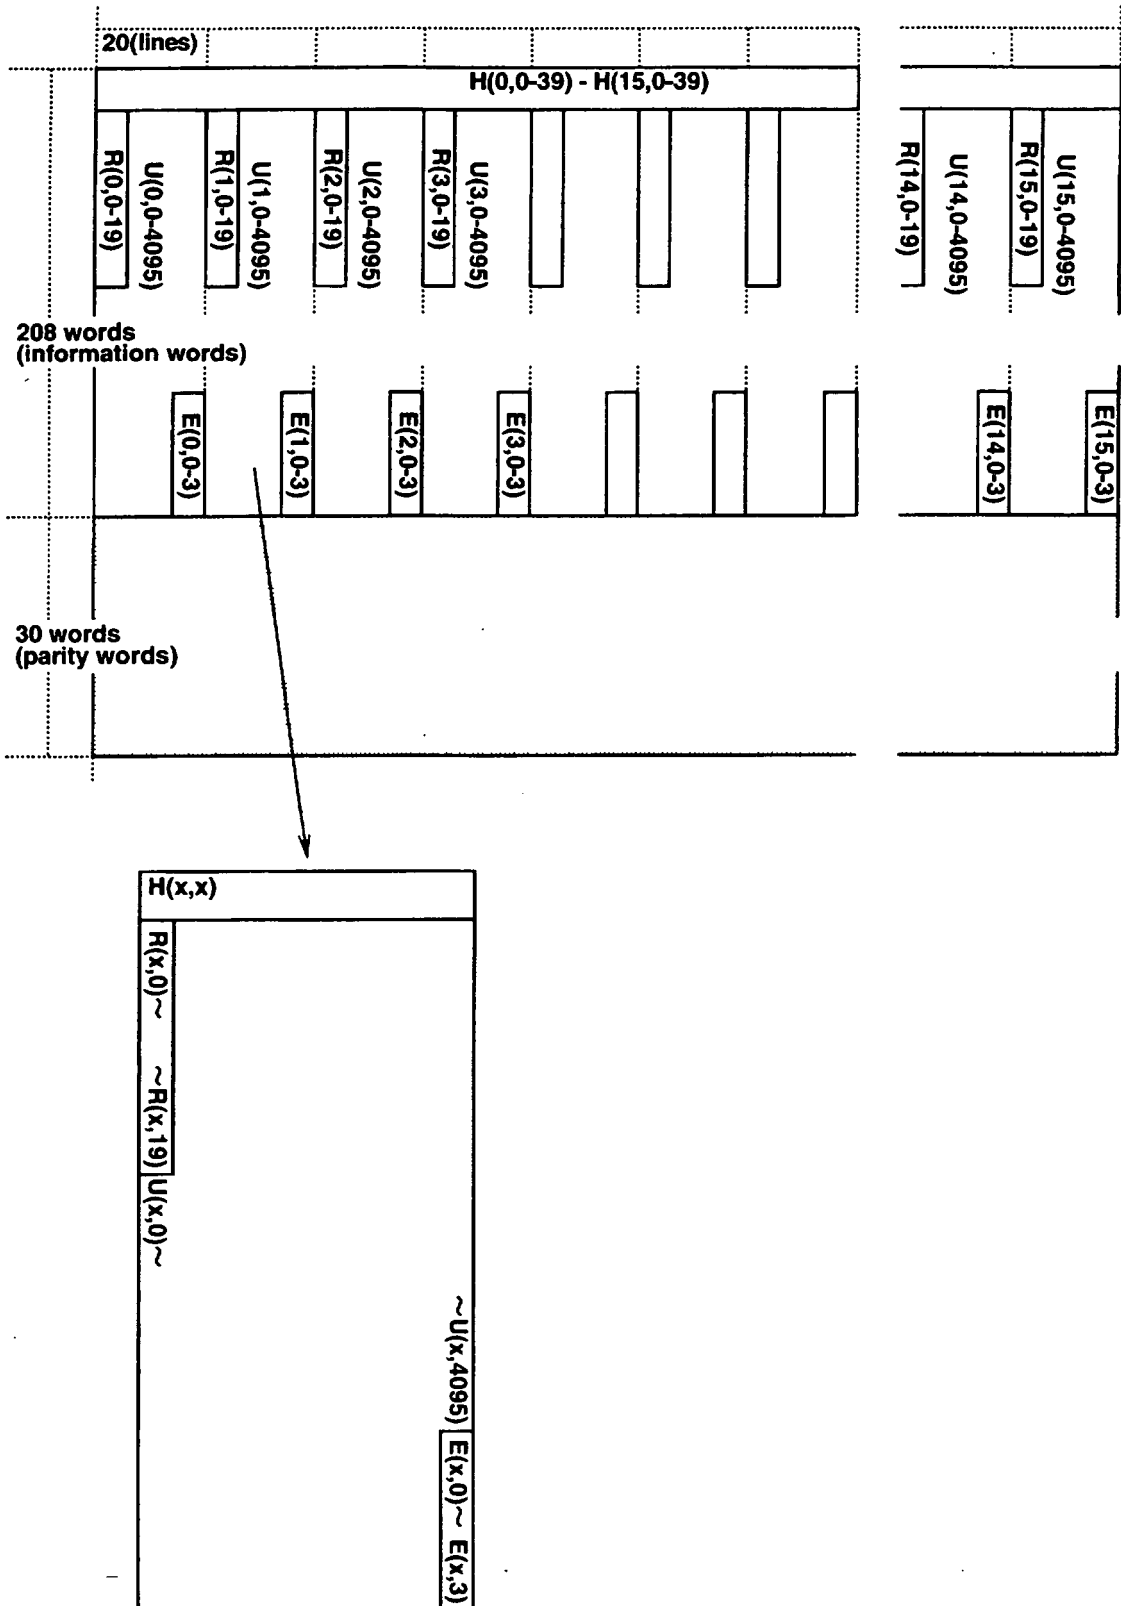 20(lines)
H(0,0-39) - H(15,0-39)
R(0,0-19)
U(0,0-4095)
R(1,0-19)
U(1,0-4095)
R(2,0-19)
U(2,0-4095)
R(3,0-19)
U(3,0-4095)
R(14,0-19)
U(14,0-4095)
R(15,0-19)
U(15,0-4095)
208 words
(information words)
E(0,0-3)
E(1,0-3)
E(2,0-3)
E(3,0-3)
E(14,0-3)
E(15,0-3)
30 words
(parity words)
H(x,x)
R(x,0)~ ~R(x,19) U(x,0)~
~U(x,4095) E(x,0)~ E(x,3)